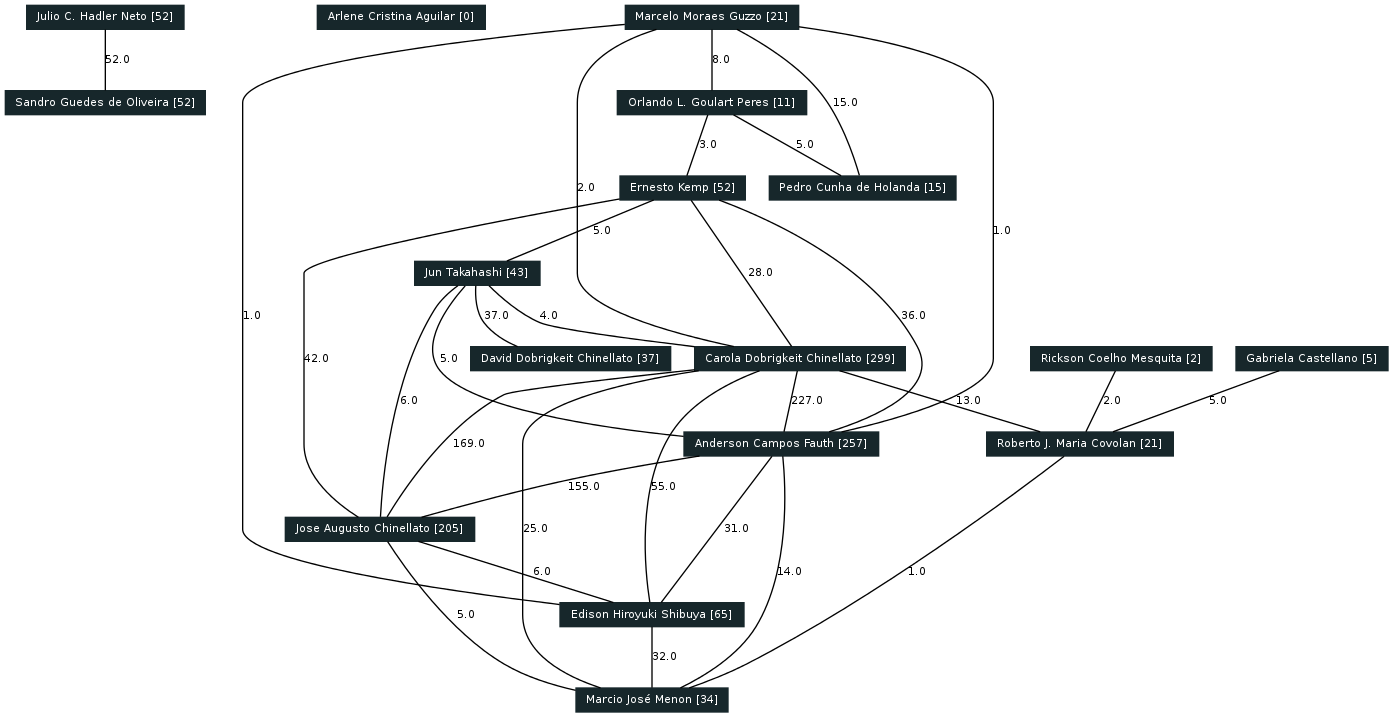 Julio C. Hadler Neto [52]
Arlene Cristina Aguilar [0]
Marcelo Moraes Guzzo [21]
52.0
8.0
Sandro Guedes de Oliveira [52]
Orlando L. Goulart Peres [11]
15.0
3.0
5.0
2.0
Ernesto Kemp [52]
Pedro Cunha de Holanda [15]
5.0
1.0
Jun Takahashi [43]
28.0
1.0
37.0
4.0
36.0
42.0
5.0
David Dobrigkeit Chinellato [37]
Carola Dobrigkeit Chinellato [299]
Rickson Coelho Mesquita [2]
Gabriela Castellano [5]
6.0
227.0
13.0
2.0
5.0
169.0
Anderson Campos Fauth [257]
Roberto J. Maria Covolan [21]
155.0
55.0
Jose Augusto Chinellato [205]
25.0
31.0
6.0
14.0
1.0
5.0
Edison Hiroyuki Shibuya [65]
32.0
Marcio José Menon [34]